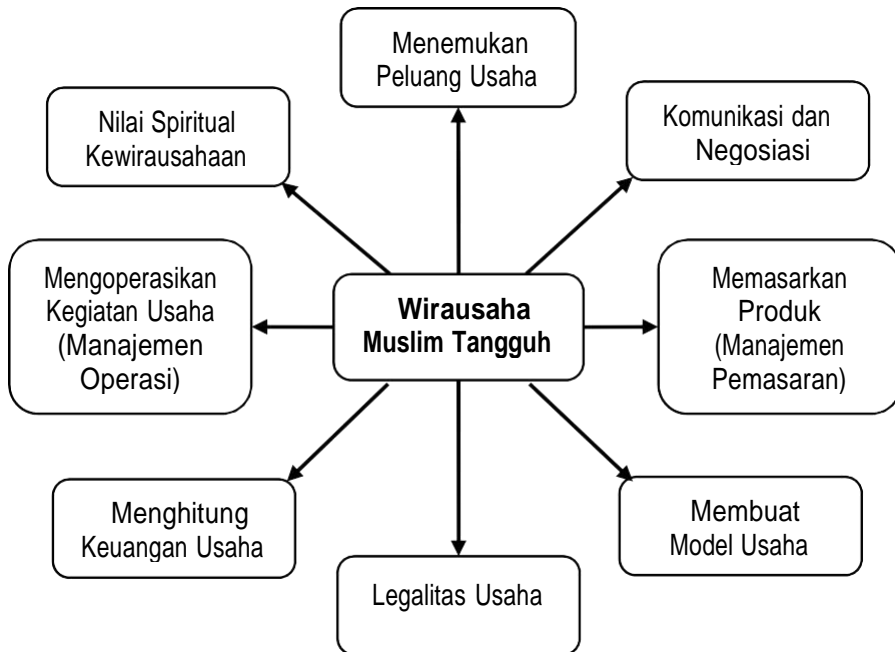 Menemukan
Peluang Usaha
Nilai Spiritual
Kewirausahaan
Komunikasi dan
Negosiasi
Mengoperasikan
Kegiatan Usaha
(Manajemen
Operasi)
Wirausaha
Muslim Tangguh
Memasarkan
Produk
(Manajemen
Pemasaran)
Menghitung
Keuangan Usaha
Legalitas Usaha
Membuat
Model Usaha